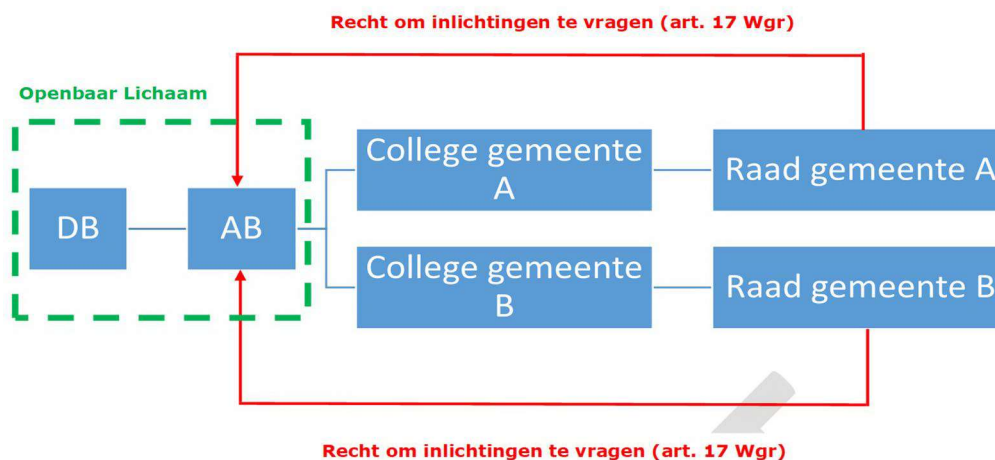 Recht om inlichtingen te vragen (art. 17 Wgr)
Openbaar Lichaam
DB
AB
College gemeente
A
Raad gemeente A
College gemeente
B
Raad gemeente B
Recht om inlichtingen te vragen (art. 17 Wgr)